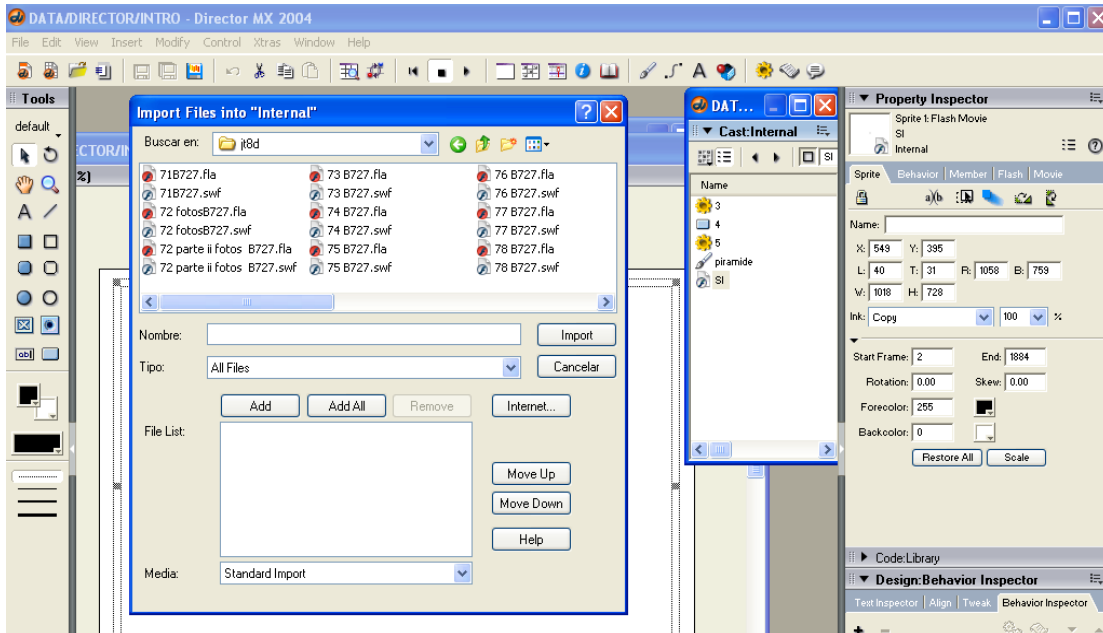 DATA/DIRECTOR/INTRO - Director MX 2004
File Edit View Insert Modify Control Xtras Window Help
Tools
default
CTOR/IN
%)
Import Files into "Internal"
Buscar en: jt8d
71B727.fla
71B727.swf
72 fotosB727.fla
72 fotosB727.swf
72 parte ii fotos B727.fla
72 parte ii fotos B727.swf
73 B727.fla
73 B727.swf
74 B727.fla
74 B727.swf
75 B727.fla
75 B727.swf
76 B727.fla
76 B727.swf
77 B727.fla
77 B727.swf
78 B727.fla
78 B727.swf
Nombre:
Import
Tipo: All Files
Cancelar
Add Add All Remove Internet...
File List:
Move Up
Move Down
Help
Media: Standard Import
DAT...
Cast:Internal
SI
Name
3
4
5
piramide
SI
Property Inspector
Sprite 1: Flash Movie
SI
Internal
Sprite Behavior Member Flash Movie
Name:
X: 549 Y: 395
L: 40 T: 31 R: 1058 B: 759
W: 1018 H: 728
Ink: Copy 100 %
Start Frame: 2 End: 1884
Rotation: 0.00 Skew: 0.00
Forecolor: 255
Backcolor: 0
Restore All Scale
Code:Library
Design:Behavior Inspector
Text Inspector Align Tweak Behavior Inspector